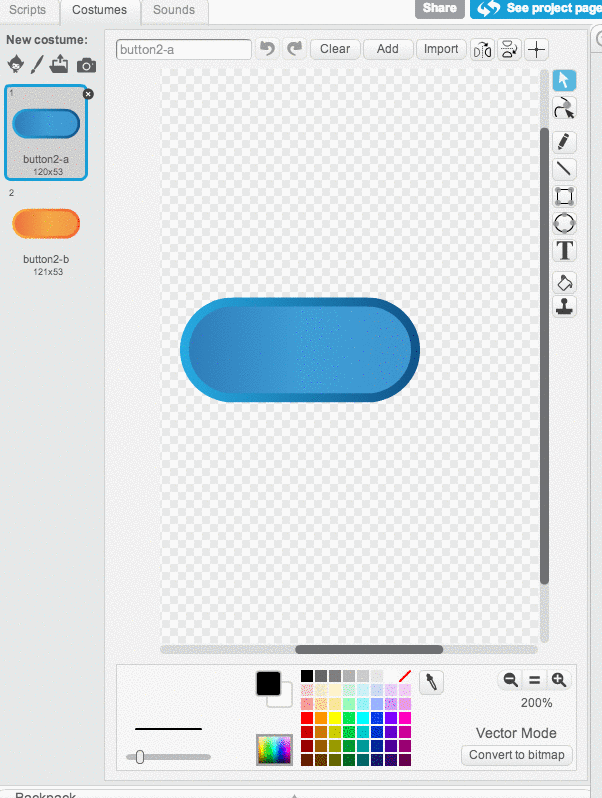 Scripts Costumes Sounds
Share See project page
New costume:
button2-a Clear Add Import
1
button2-a
120x53
2
button2-b
121x53
T
200%
Vector Mode
Convert to bitmap
Backpack